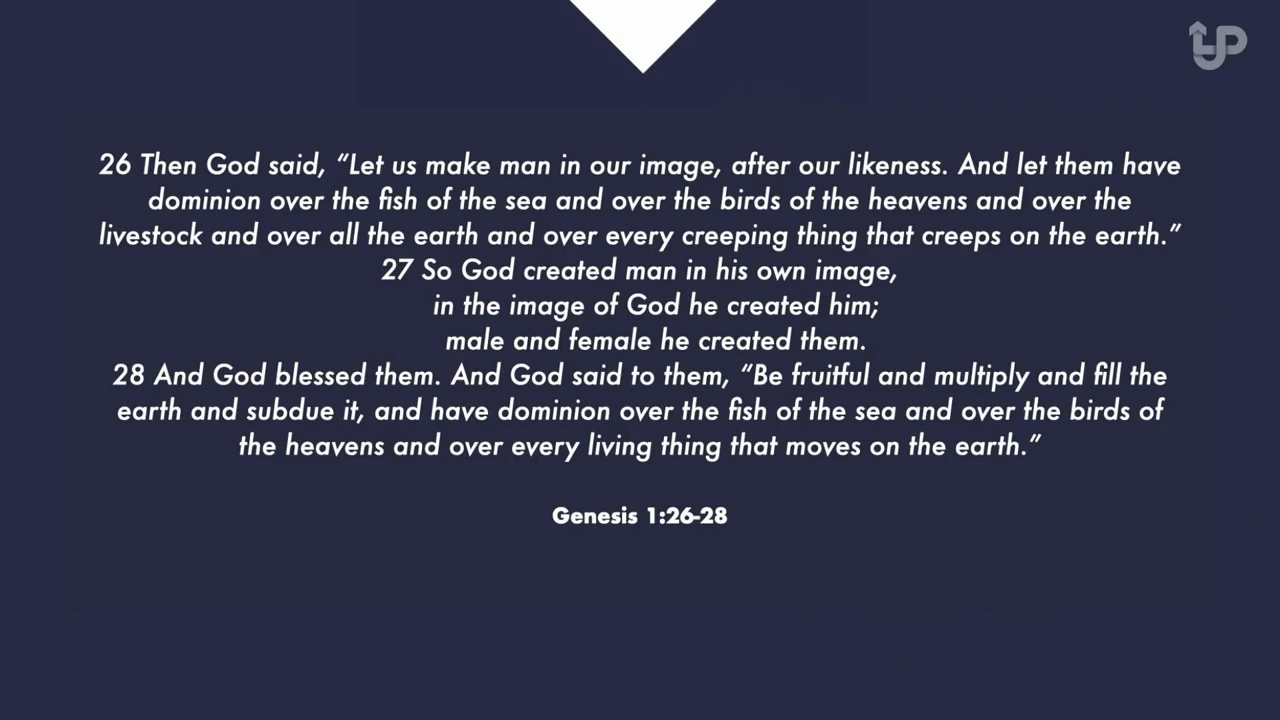 UP
26 Then God said, “Let us make man in our image, after our likeness. And let them have
dominion over the fish of the sea and over the birds of the heavens and over the
livestock and over all the earth and over every creeping thing that creeps on the earth.”
27 So God created man in his own image,
in the image of God he created him;
male and female he created them.
28 And God blessed them. And God said to them, “Be fruitful and multiply and fill the
earth and subdue it, and have dominion over the fish of the sea and over the birds of
the heavens and over every living thing that moves on the earth.”
Genesis 1:26-28